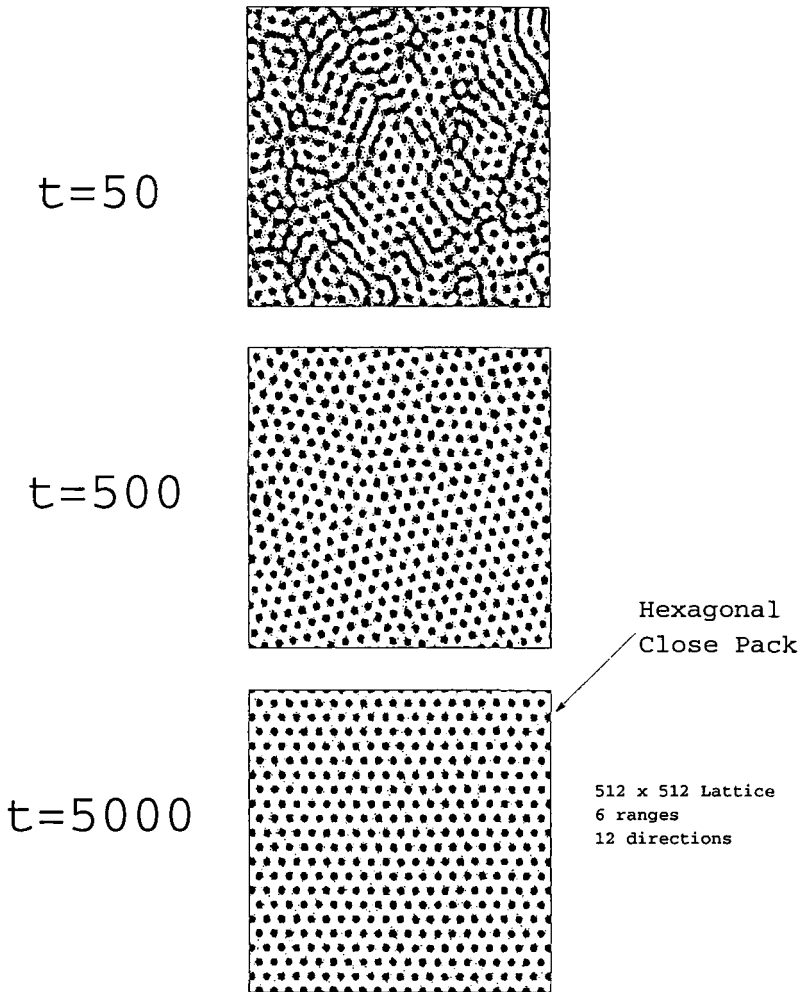 t=50
t=500
Hexagonal
Close Pack
t=5000
512 x 512 Lattice
6 ranges
12 directions